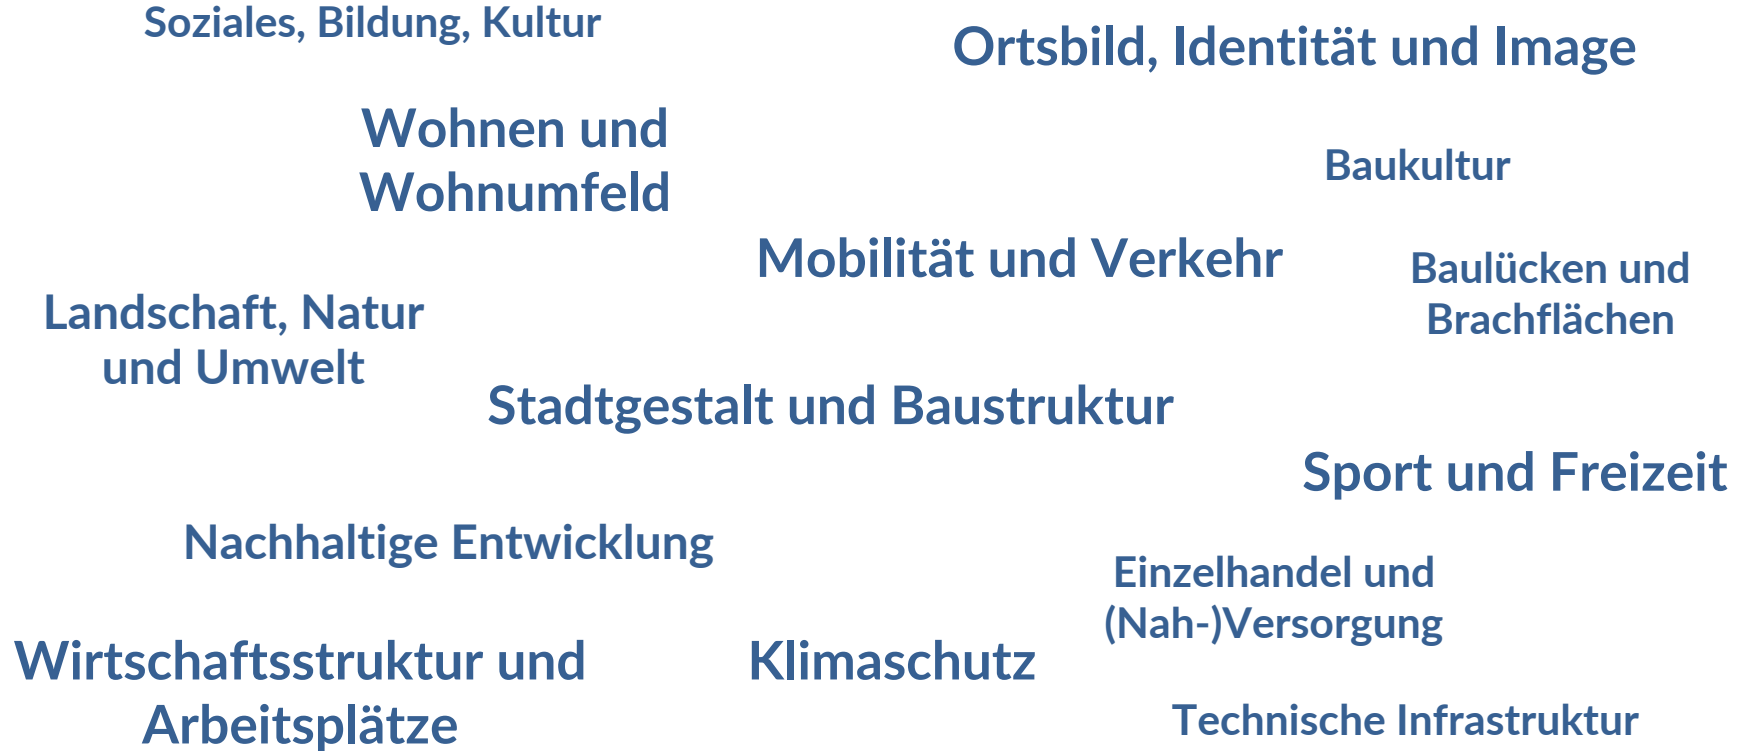 Soziales, Bildung, Kultur
Ortsbild, Identität und Image
Wohnen und
Wohnumfeld
Baukultur
Mobilität und Verkehr
Baulücken und
Brachflächen
Landschaft, Natur
und Umwelt
Stadtgestalt und Baustruktur
Sport und Freizeit
Nachhaltige Entwicklung
Einzelhandel und
(Nah-)Versorgung
Wirtschaftsstruktur und
Arbeitsplätze
Klimaschutz
Technische Infrastruktur